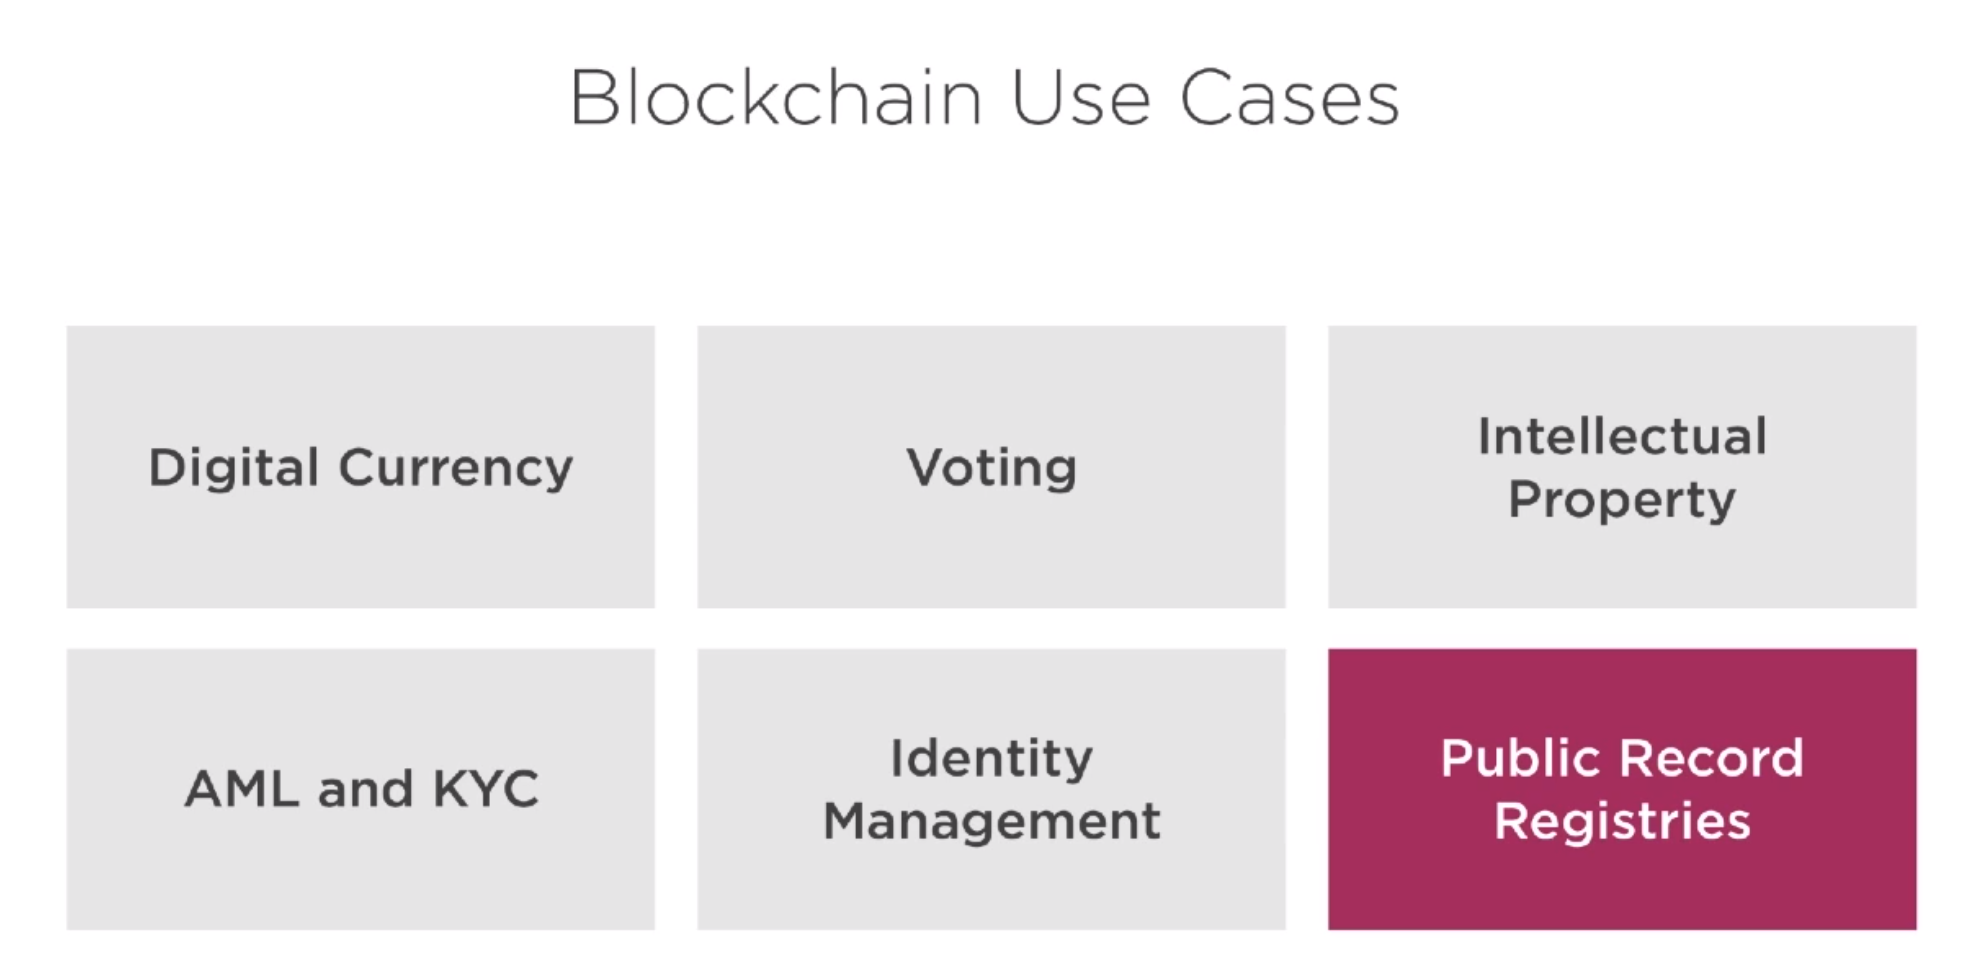 Blockchain Use Cases
Digital Currency
Voting
Intellectual
Property
AML and KYC
Identity
Management
Public Record
Registries